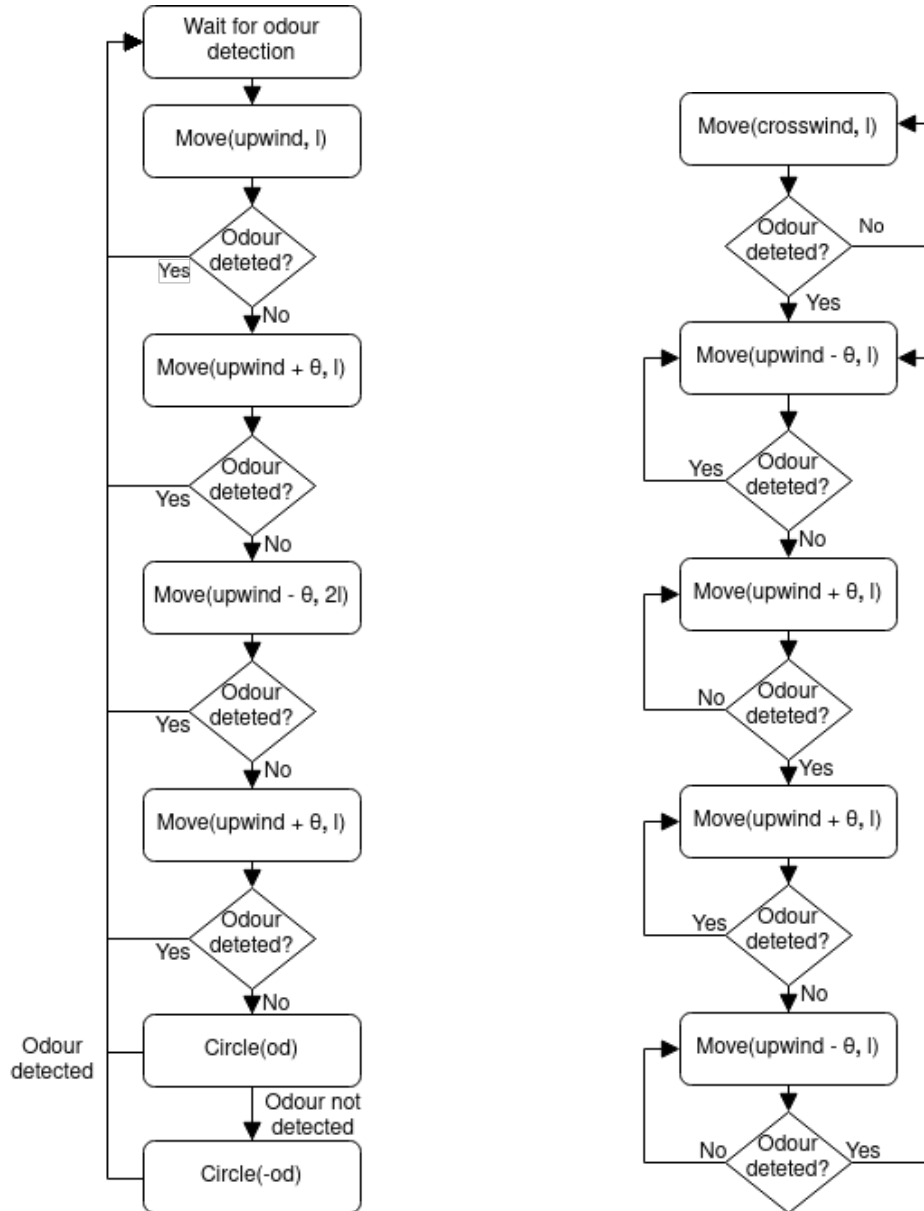 Wait for odour
detection
Move(upwind, l)
Odour
deteted?
Yes
No
Move(upwind + θ, l)
Odour
deteted?
Yes
No
Move(upwind - θ, 2l)
Odour
deteted?
Yes
No
Move(upwind + θ, l)
Odour
deteted?
Yes
No
Circle(od)
Odour
detected
Odour not
detected
Circle(-od)
Move(crosswind, l)
Odour
deteted?
No
Yes
Move(upwind - θ, l)
Odour
deteted?
Yes
No
Move(upwind + θ, l)
Odour
deteted?
No
Yes
Move(upwind + θ, l)
Odour
deteted?
Yes
No
Move(upwind - θ, l)
Odour
deteted?
No
Yes